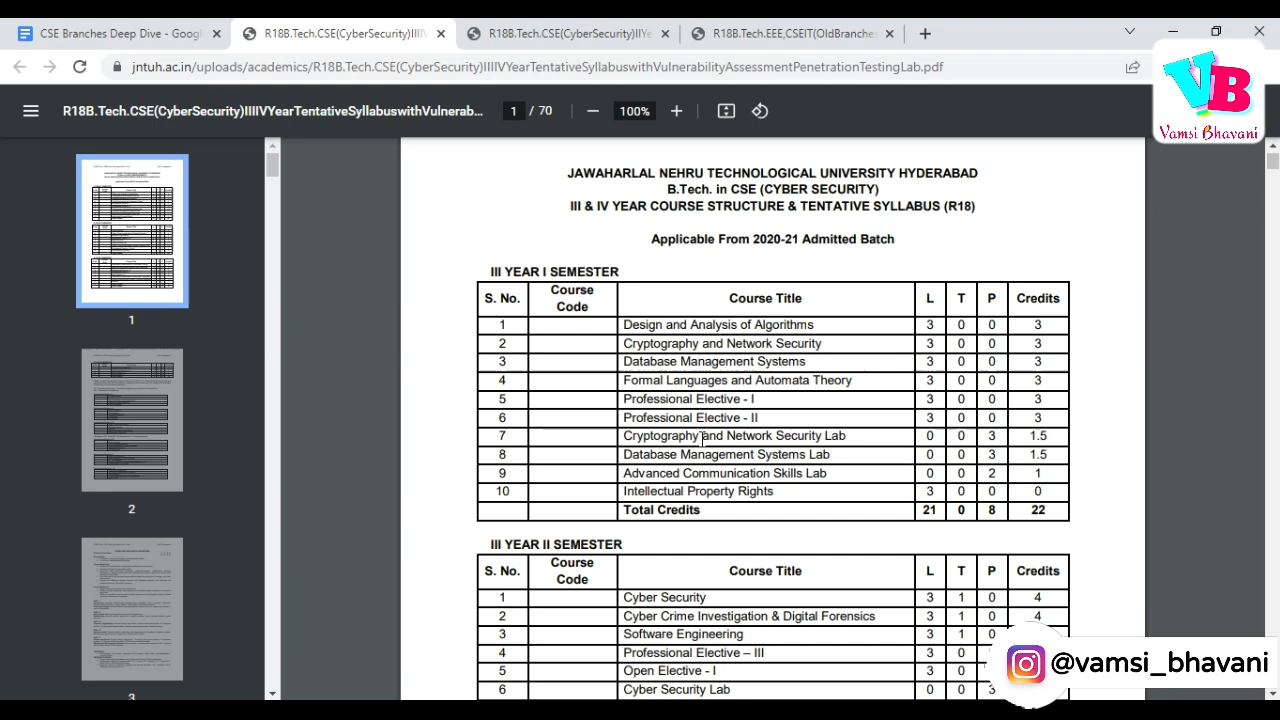 CSE Branches Deep Dive - Googl
R18B.Tech.CSE(CyberSecurity)IIIIV
R18B.Tech.CSE(CyberSecurity)IIYe
R18B.Tech.EEE,CSEIT(OldBranche
jntuh.ac.in/uploads/academics/R18B.Tech.CSE(CyberSecurity)IIIIVYearTentativeSyllabuswithVulnerabilityAssessmentPenetrationTestingLab.pdf
R18B.Tech.CSE(CyberSecurity)IIIIVYearTentativeSyllabuswithVulnerab...
1 / 70
100%
VB
Vamsi Bhavani
1
2
3
JAWAHARLAL NEHRU TECHNOLOGICAL UNIVERSITY HYDERABAD
B.Tech. in CSE (CYBER SECURITY)
III & IV YEAR COURSE STRUCTURE & TENTATIVE SYLLABUS (R18)
Applicable From 2020-21 Admitted Batch
III YEAR I SEMESTER
S. No. Course Code Course Title L T P Credits
1 Design and Analysis of Algorithms 3 0 0 3
2 Cryptography and Network Security 3 0 0 3
3 Database Management Systems 3 0 0 3
4 Formal Languages and Automata Theory 3 0 0 3
5 Professional Elective - I 3 0 0 3
6 Professional Elective - II 3 0 0 3
7 Cryptography and Network Security Lab 0 0 3 1.5
8 Database Management Systems Lab 0 0 3 1.5
9 Advanced Communication Skills Lab 0 0 2 1
10 Intellectual Property Rights 3 0 0 0
Total Credits 21 0 8 22
III YEAR II SEMESTER
S. No. Course Code Course Title L T P Credits
1 Cyber Security 3 1 0 4
2 Cyber Crime Investigation & Digital Forensics 3 1 0 4
3 Software Engineering 3 1 0
4 Professional Elective – III 3 0
5 Open Elective - I 3 0
6 Cyber Security Lab 0 0 3
@vamsi_bhavani